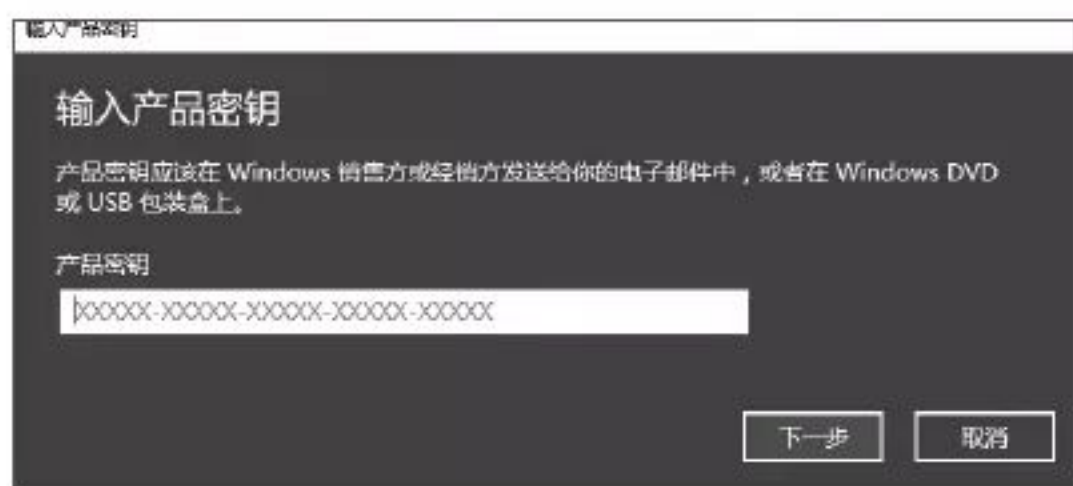 输入产品密钥
输入产品密钥
产品密钥应该在 Windows 销售方或经销方发送给你的电子邮件中，或者在 Windows DVD
或 USB 包装盒上。
产品密钥
XXXXX-XXXXX-XXXXX-XXXXX-XXXXX
下一步
取消